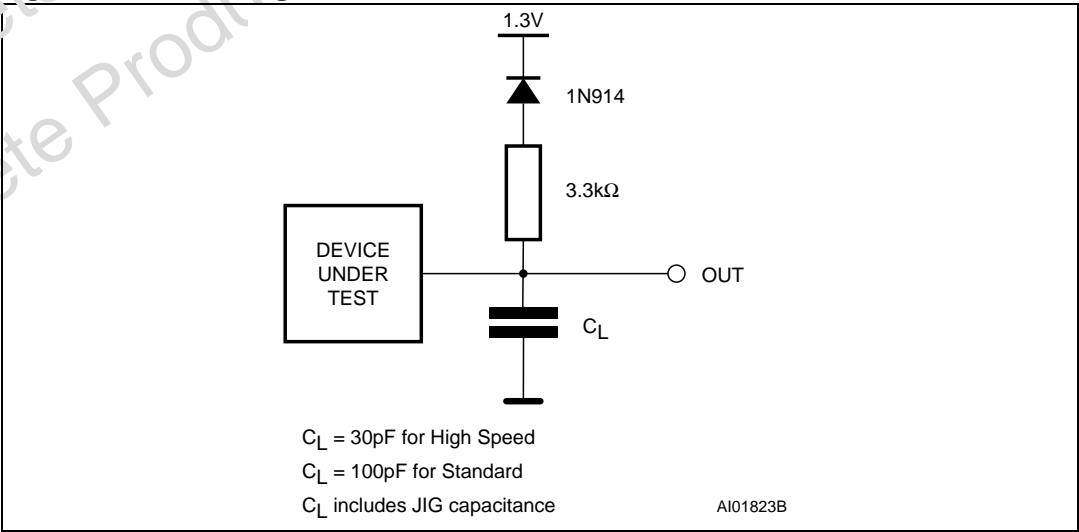 1.3V
1N914
3.3kΩ
DEVICE
UNDER
TEST
OUT
CL
CL = 30pF for High Speed
CL = 100pF for Standard
CL includes JIG capacitance
AI01823B